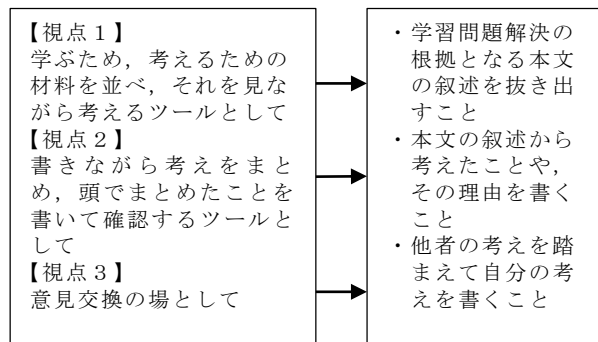 【視点１】
学ぶため，考えるための
材料を並べ，それを見な
がら考えるツールとして
【視点２】
書きながら考えをまと
め，頭でまとめたことを
書いて確認するツールと
して
【視点３】
意見交換の場として
・学習問題解決の
根拠となる本文
の叙述を抜き出
すこと
・本文の叙述から
考えたことや，
その理由を書く
こと
・他者の考えを踏
まえて自分の考
えを書くこと